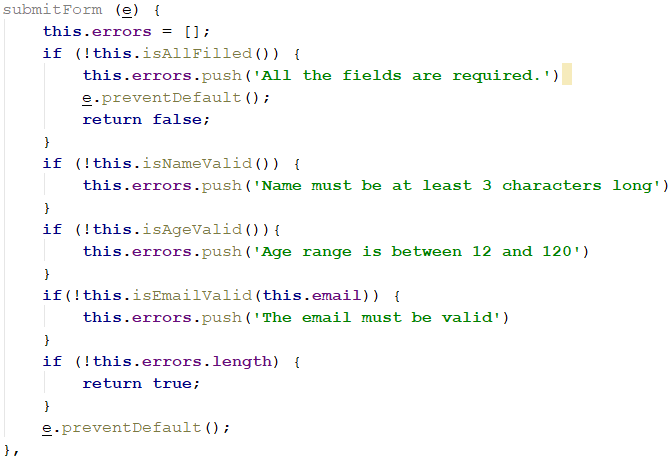 submitForm (e) {
    this.errors = [];
    if (!this.isAllFilled()) {
        this.errors.push('All the fields are required.')
        e.preventDefault();
        return false;
    }
    if (!this.isNameValid()) {
        this.errors.push('Name must be at least 3 characters long')
    }
    if (!this.isAgeValid()){
        this.errors.push('Age range is between 12 and 120')
    }
    if(!this.isEmailValid(this.email)) {
        this.errors.push('The email must be valid')
    }
    if (!this.errors.length) {
        return true;
    }
    e.preventDefault();
},